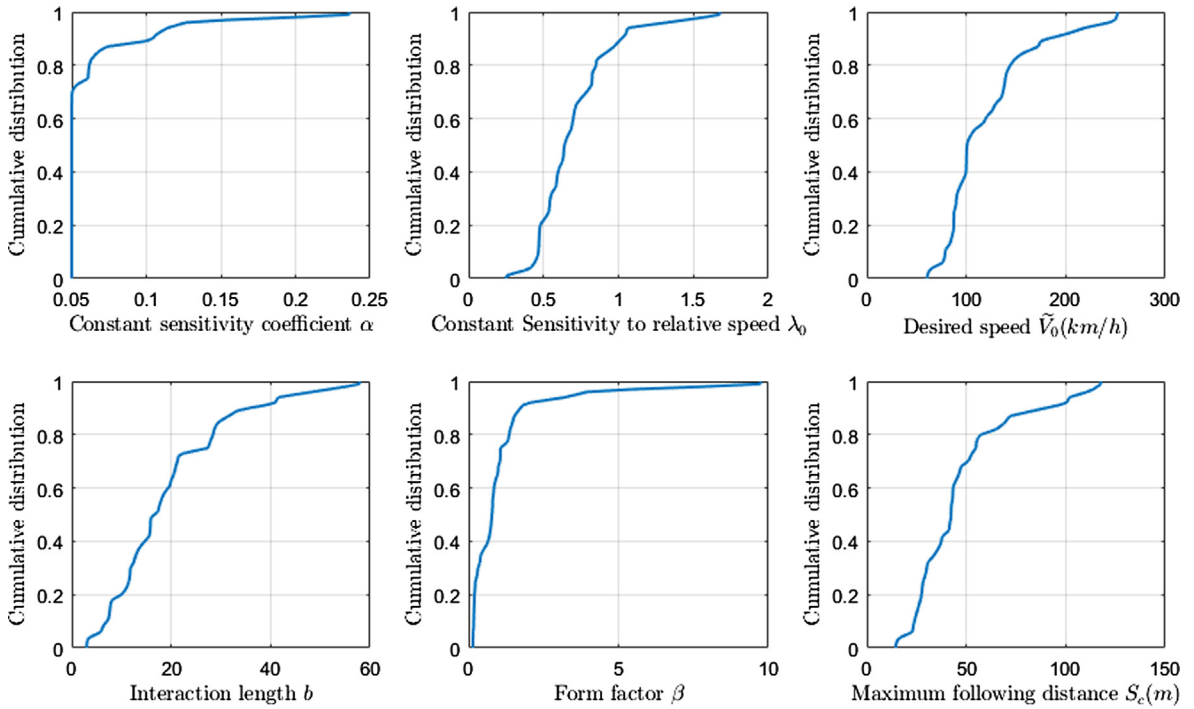 1
0.8
0.6
0.4
0.2
0
Cumulative distribution
0.05 0.1 0.15 0.2 0.25
Constant sensitivity coefficient α
1
0.8
0.6
0.4
0.2
0
Cumulative distribution
0 0.5 1 1.5 2
Constant Sensitivity to relative speed λ₀
1
0.8
0.6
0.4
0.2
0
Cumulative distribution
0 100 200 300
Desired speed Ṽ₀(km/h)
1
0.8
0.6
0.4
0.2
0
Cumulative distribution
0 20 40 60
Interaction length b
1
0.8
0.6
0.4
0.2
0
Cumulative distribution
0 5 10
Form factor β
1
0.8
0.6
0.4
0.2
0
Cumulative distribution
0 50 100 150
Maximum following distance S_c(m)